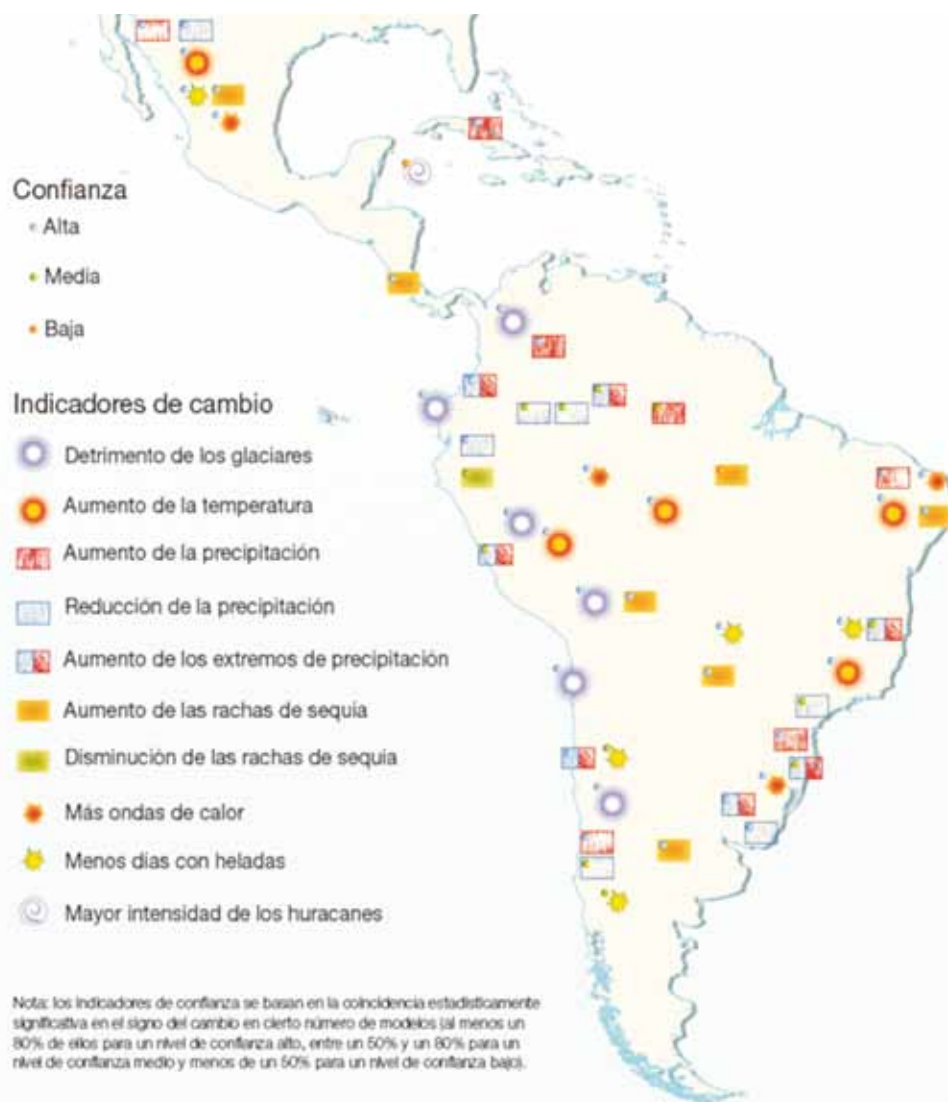 Confianza
Alta
Media
Baja
Indicadores de cambio
Detrimento de los glaciares
Aumento de la temperatura
Aumento de la precipitación
Reducción de la precipitación
Aumento de los extremos de precipitación
Aumento de las rachas de sequía
Disminución de las rachas de sequía
Más ondas de calor
Menos días con heladas
Mayor intensidad de los huracanes
Nota: los indicadores de confianza se basan en la coincidencia estadísticamente
significativa en el signo del cambio en cierto número de modelos (al menos un
80% de ellos para un nivel de confianza alto, entre un 50% y un 80% para un
nivel de confianza medio y menos de un 50% para un nivel de confianza bajo).